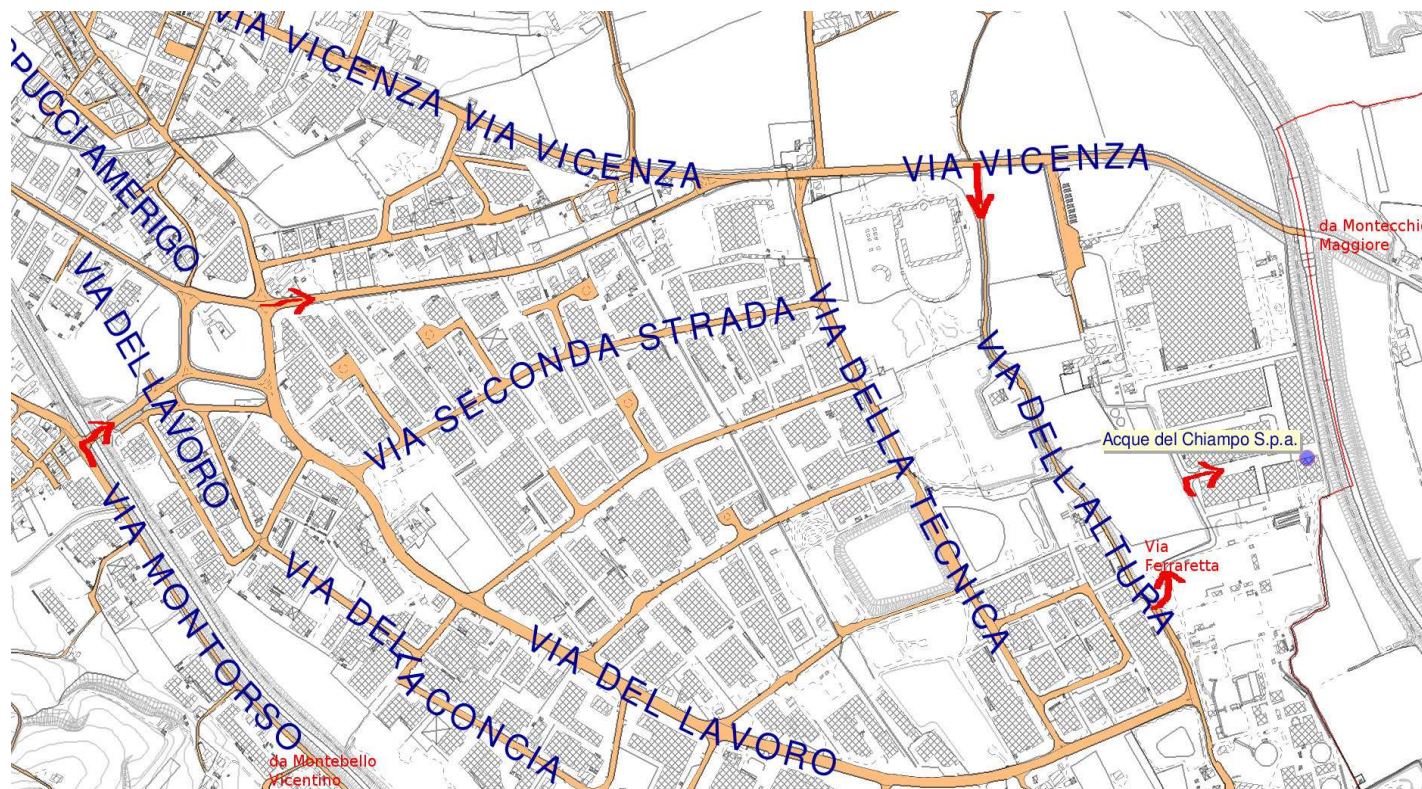 VIA VICENZA
VIA VICENZA
VIA VICENZA
PUCCI AMERIGO
da Montecchio
Maggiore
VIA DEL LAVORO
VIA SECONDA STRADA
VIA DELLA TECNICA
VIA DELL'ALTURA
Acque del Chiampo S.p.a.
VIA MONTORSO
Via
Ferraretta
VIA DELLA CONCIA
VIA DEL LAVORO
da Montebello
Vicentino